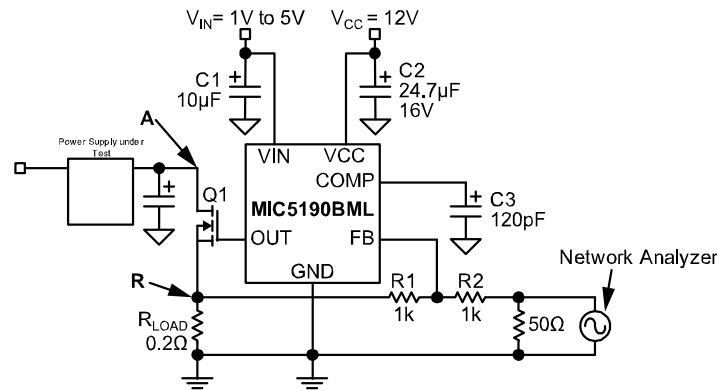 V_IN = 1V to 5V
V_CC = 12V
C1
10µF
C2
24.7µF
16V
A
Power Supply under
Test
VIN
VCC
COMP
Q1
MIC5190BML
C3
120pF
OUT
FB
GND
Network Analyzer
R
R1
1k
R2
1k
R_LOAD
0.2Ω
50Ω